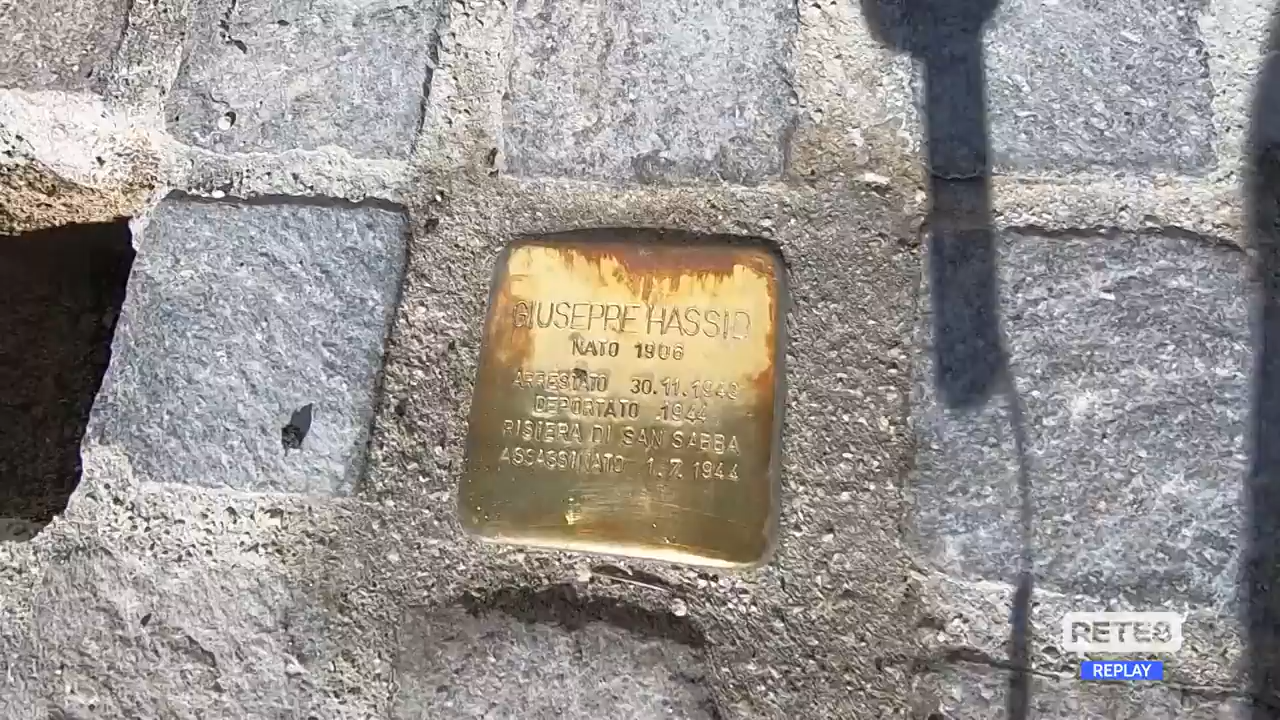 GIUSEPPE HASSID
NATO 1906
ARRESTATO 30.11.1943
DEPORTATO 1944
RISIERA DI SAN SABBA
ASSASSINATO 1.7.1944
RETE8
REPLAY